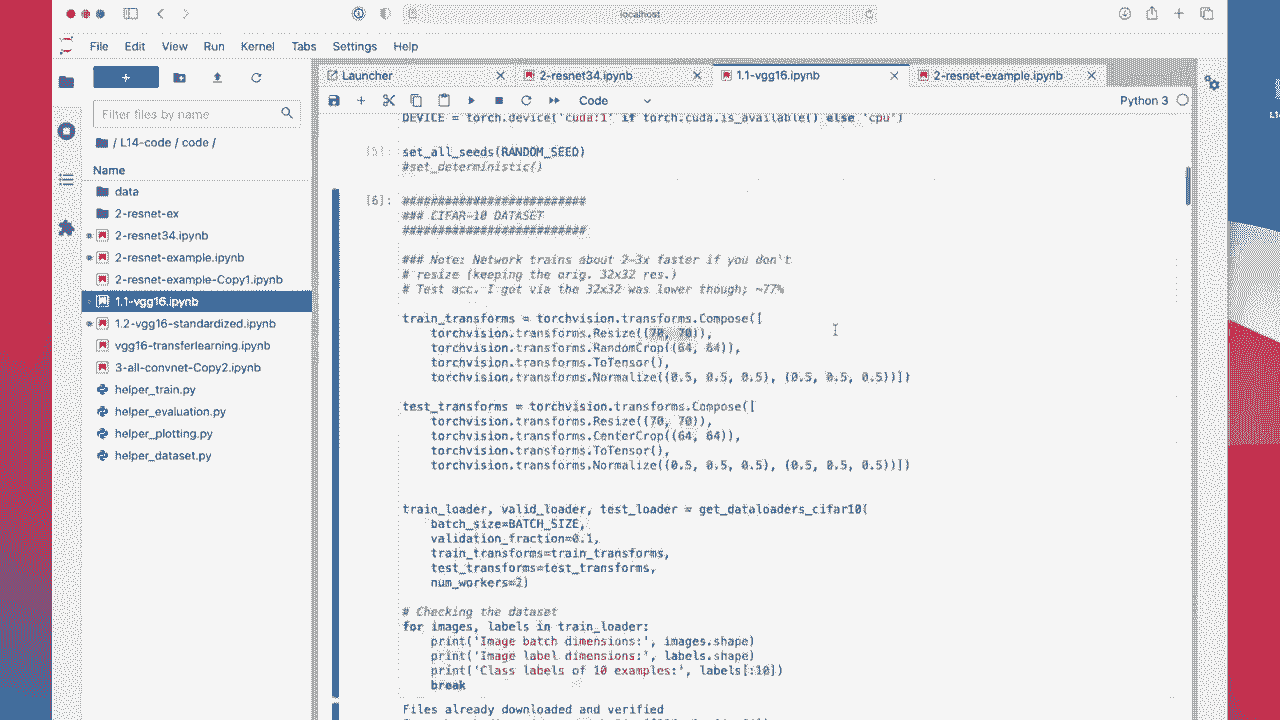 localhost
File Edit View Run Kernel Tabs Settings Help
Launcher
2-resnet34.ipynb
1.1-vgg16.ipynb
2-resnet-example.ipynb
Code
Python 3
Filter files by name
/ L14-code / code /
Name
data
2-resnet-ex
2-resnet34.ipynb
2-resnet-example.ipynb
2-resnet-example-Copy1.ipynb
1.1-vgg16.ipynb
1.2-vgg16-standardized.ipynb
vgg16-transferlearning.ipynb
3-all-convnet-Copy2.ipynb
helper_train.py
helper_evaluation.py
helper_plotting.py
helper_dataset.py
DEVICE = torch.device('cuda:1' if torch.cuda.is_available() else 'cpu')
[5]: set_all_seeds(RANDOM_SEED)
#set_deterministic()
[6]: ##########################
### CIFAR-10 DATASET
##########################
### Note: Network trains about 2-3x faster if you don't
# resize (keeping the orig. 32x32 res.)
# Test acc. I got via the 32x32 was lower though; ~77%
train_transforms = torchvision.transforms.Compose([
torchvision.transforms.Resize((70, 70)),
torchvision.transforms.RandomCrop((64, 64)),
torchvision.transforms.ToTensor(),
torchvision.transforms.Normalize((0.5, 0.5, 0.5), (0.5, 0.5, 0.5))])
test_transforms = torchvision.transforms.Compose([
torchvision.transforms.Resize((70, 70)),
torchvision.transforms.CenterCrop((64, 64)),
torchvision.transforms.ToTensor(),
torchvision.transforms.Normalize((0.5, 0.5, 0.5), (0.5, 0.5, 0.5))])
train_loader, valid_loader, test_loader = get_dataloaders_cifar10(
batch_size=BATCH_SIZE,
validation_fraction=0.1,
train_transforms=train_transforms,
test_transforms=test_transforms,
num_workers=2)
# Checking the dataset
for images, labels in train_loader:
print('Image batch dimensions:', images.shape)
print('Image label dimensions:', labels.shape)
print('Class labels of 10 examples:', labels[:10])
break
Files already downloaded and verified